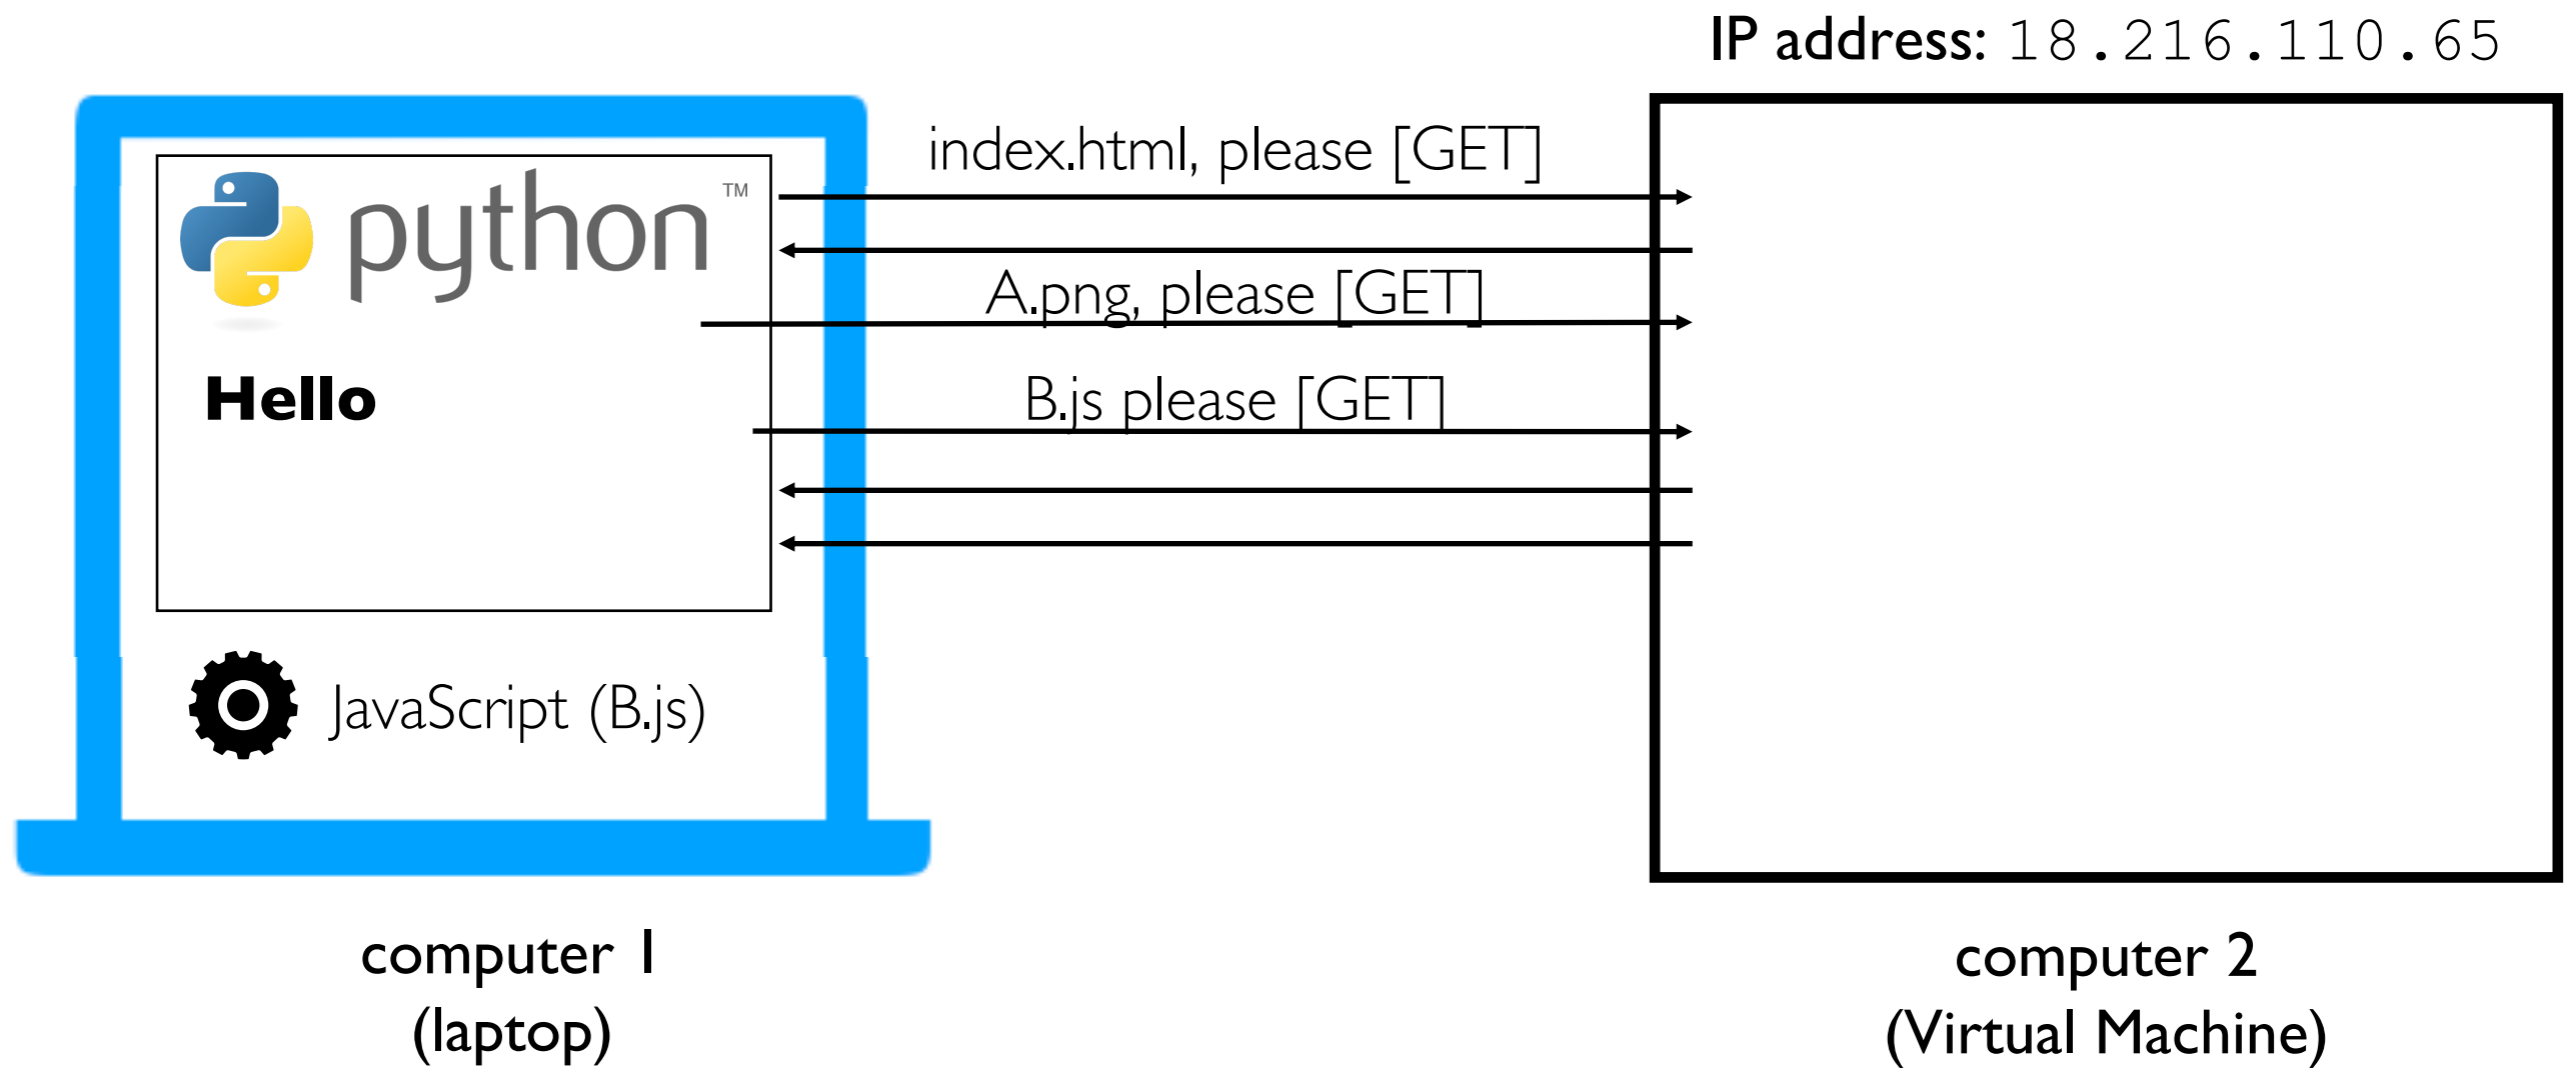 IP address: 18.216.110.65
python™
Hello
JavaScript (B.js)
index.html, please [GET]
A.png, please [GET]
B.js please [GET]
computer 1
(laptop)
computer 2
(Virtual Machine)